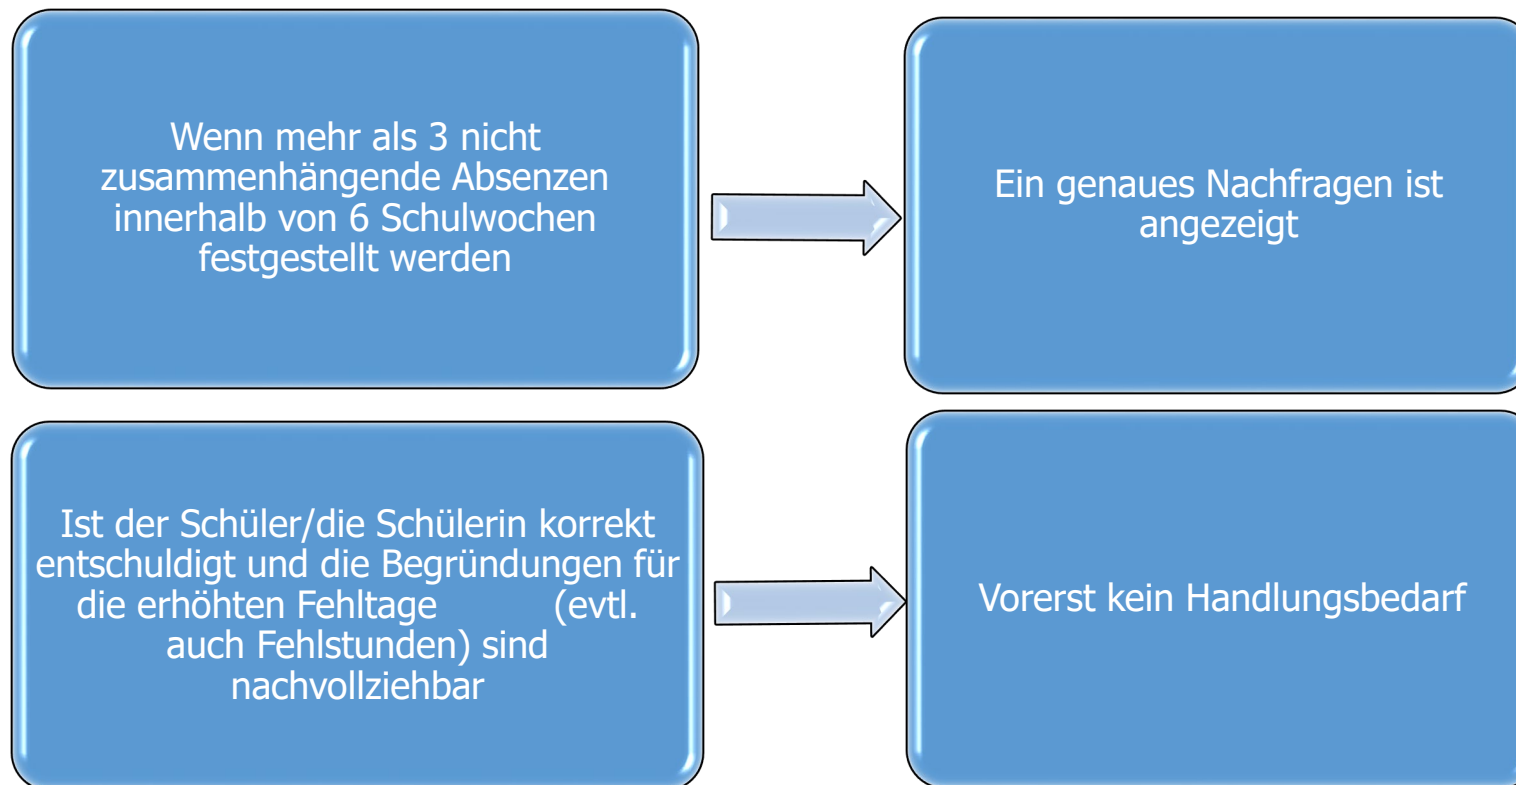 Wenn mehr als 3 nicht
zusammenhängende Absenzen
innerhalb von 6 Schulwochen
festgestellt werden
Ein genaues Nachfragen ist
angezeigt
Ist der Schüler/die Schülerin korrekt
entschuldigt und die Begründungen für
die erhöhten Fehltage (evtl.
auch Fehlstunden) sind
nachvollziehbar
Vorerst kein Handlungsbedarf